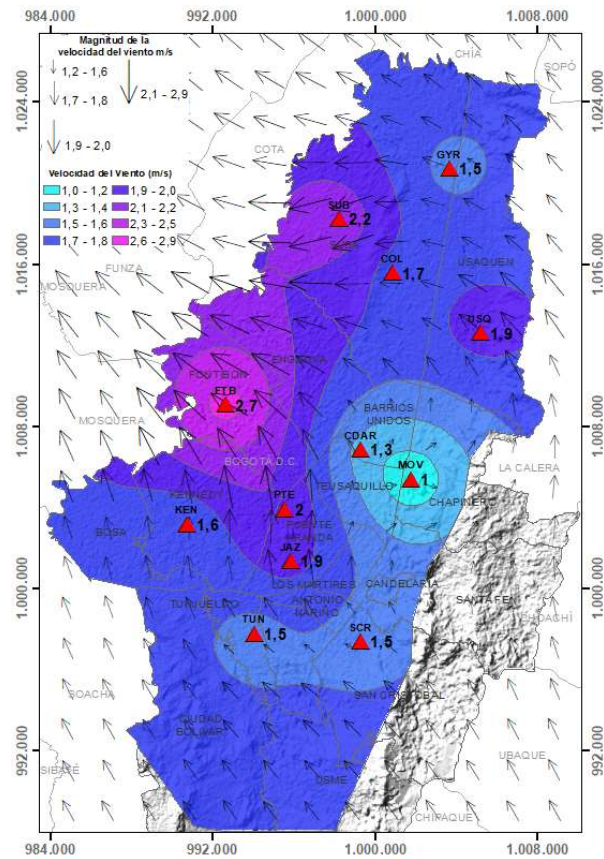 984.000 992.000 1.000.000 1.008.000
Magnitud de la
velocidad del viento m/s
1,2 - 1,6
1,7 - 1,8
2,1 - 2,9
1,9 - 2,0
Velocidad del Viento (m/s)
1,0 - 1,2 1,9 - 2,0
1,3 - 1,4 2,1 - 2,2
1,5 - 1,6 2,3 - 2,5
1,7 - 1,8 2,6 - 2,9
CHÍA
SOPÓ
1.024.000 1.024.000
COTA
GYR
1,5
SUB
2,2
SUBA
USAQUEN
COL
1,7
1.016.000 1.016.000
FUNZA
MOSQUERA
USQ
1,9
ENGATIVA
FONTIBON
FTB
2,7
BARRIOS
UNIDOS
MOSQUERA
1.008.000 1.008.000
CDAR
1,3
BOGOTA D.C.
MOV
1
LA CALERA
TEUSAQUILLO
CHAPINERO
KENNEDY
KEN
1,6
PTE
2
PUENTE
ARANDA
BOSA
JAZ
1,9
LOS MARTIRES
CANDELARIA
1.000.000 1.000.000
ANTONIO
NARIÑO
SANTA FE
CHOACHÍ
TUNJUELITO
TUN
1,5
SCR
1,5
SOACHA
SAN CRISTOBAL
CIUDAD
BOLIVAR
UBAQUE
992.000 992.000
SIBATÉ
USME
CHIPAQUE
984.000 992.000 1.000.000 1.008.000